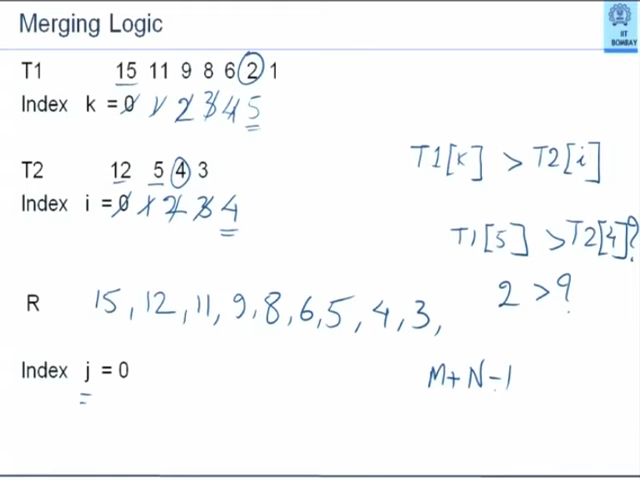 Merging Logic
IIT
BOMBAY
T1 15 11 9 8 6 2 1
Index k = 0 1 2 3 4 5
T1[k] > T2[i]
T2 12 5 4 3
Index i = 0 1 2 3 4
T1[5] > T2[4]?
2 > ?
R 15, 12, 11, 9, 8, 6, 5, 4, 3,
Index j = 0
M+N-1